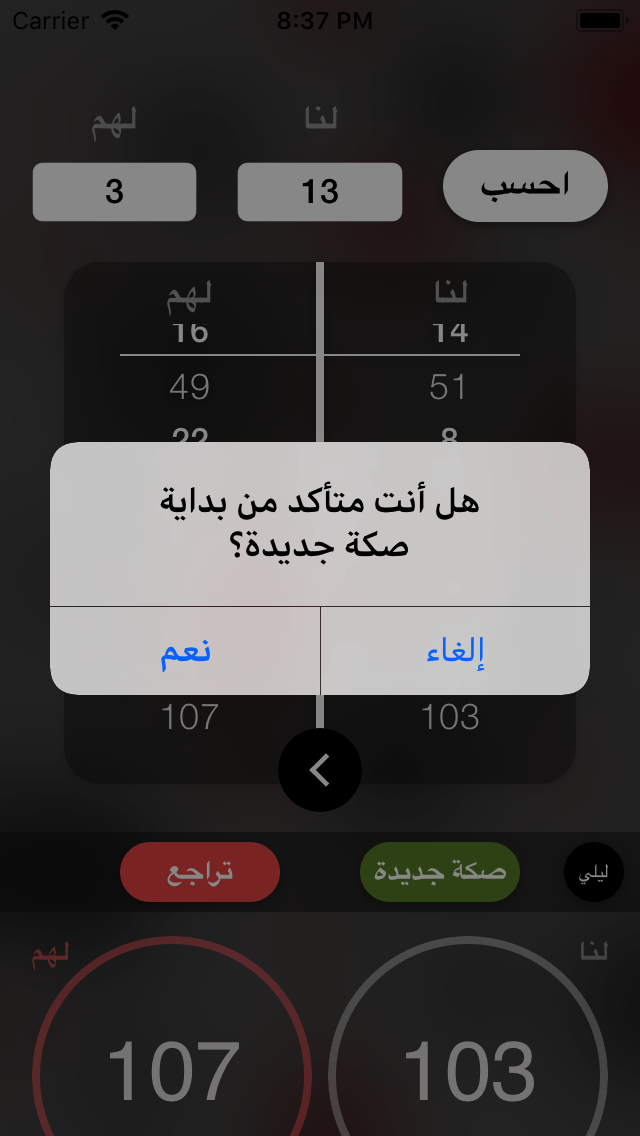 Carrier 8:37 PM
لنا لهم
احسب 13 3
لنا لهم
14 16
51 49
8 22
هل أنت متأكد من بداية
صكة جديدة؟
إلغاء نعم
103 107
ليلي صكة جديدة تراجع
لنا لهم
103 107